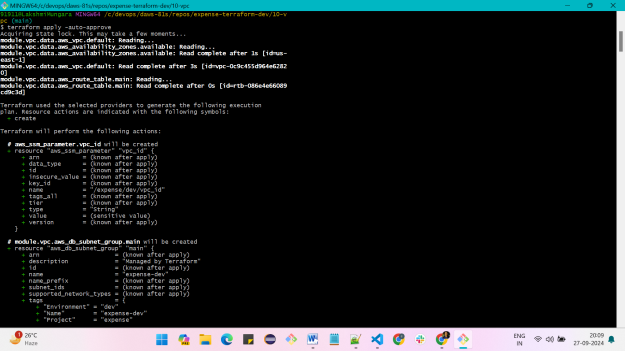 MINGW64:/c/devops/daws-81s/repos/expense-terraform-dev/10-vpc
MINGW64 /c/devops/daws-81s/repos/expense-terraform-dev/10-v
pc (main)
$ terraform apply -auto-approve
Acquiring state lock. This may take a few moments...
module.vpc.data.aws_vpc.default: Reading...
module.vpc.data.aws_availability_zones.available: Reading...
module.vpc.data.aws_availability_zones.available: Read complete after 1s [id=us-
east-1]
module.vpc.data.aws_vpc.default: Read complete after 3s [id=vpc-0c9c455d964e6282
0]
module.vpc.data.aws_route_table.main: Reading...
module.vpc.data.aws_route_table.main: Read complete after 0s [id=rtb-086e4e66089
cd9c3d]
Terraform used the selected providers to generate the following execution
plan. Resource actions are indicated with the following symbols:
+ create
Terraform will perform the following actions:
# aws_ssm_parameter.vpc_id will be created
+ resource "aws_ssm_parameter" "vpc_id" {
+ arn = (known after apply)
+ data_type = (known after apply)
+ id = (known after apply)
+ insecure_value = (known after apply)
+ key_id = (known after apply)
+ name = "/expense/dev/vpc_id"
+ tags_all = (known after apply)
+ tier = (known after apply)
+ type = "String"
+ value = (sensitive value)
+ version = (known after apply)
}
# module.vpc.aws_db_subnet_group.main will be created
+ resource "aws_db_subnet_group" "main" {
+ arn = (known after apply)
+ description = "Managed by Terraform"
+ id = (known after apply)
+ name = "expense-dev"
+ name_prefix = (known after apply)
+ subnet_ids = (known after apply)
+ supported_network_types = (known after apply)
+ tags = {
+ "Environment" = "dev"
+ "Name" = "expense-dev"
+ "Project" = "expense"
26°C
Haze
ENG
IN
20:09
27-09-2024